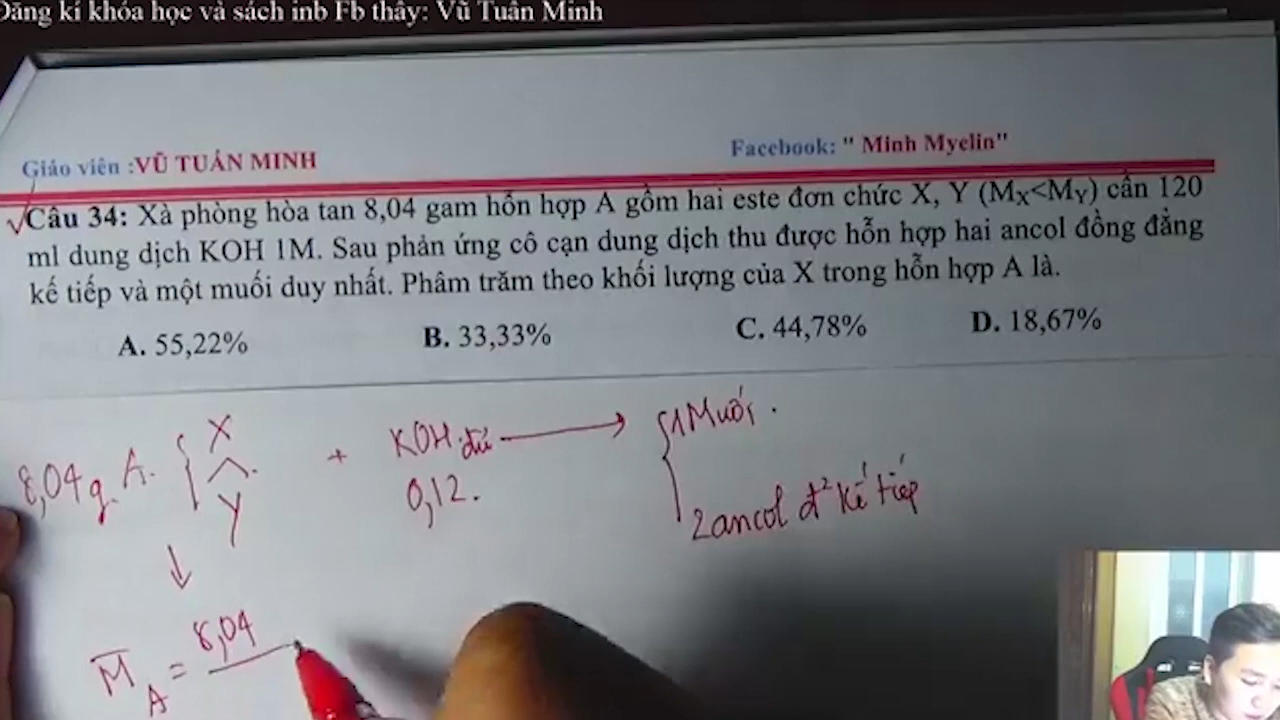 Đăng kí khóa học và sách inb Fb thầy: Vũ Tuấn Minh
Giáo viên :VŨ TUẤN MINH
Facebook: " Minh Myelin"
Câu 34: Xà phòng hòa tan 8,04 gam hỗn hợp A gồm hai este đơn chức X, Y (MX<MY) cần 120
ml dung dịch KOH 1M. Sau phản ứng cô cạn dung dịch thu được hỗn hợp hai ancol đồng đẳng
kế tiếp và một muối duy nhất. Phâm trăm theo khối lượng của X trong hỗn hợp A là.
A. 55,22% B. 33,33% C. 44,78% D. 18,67%
8,04g A. { X
Y
+ KOH đủ → { 1 Muối.
0,12.
2 ancol đ² kế tiếp
↓
M̅A = 8,04